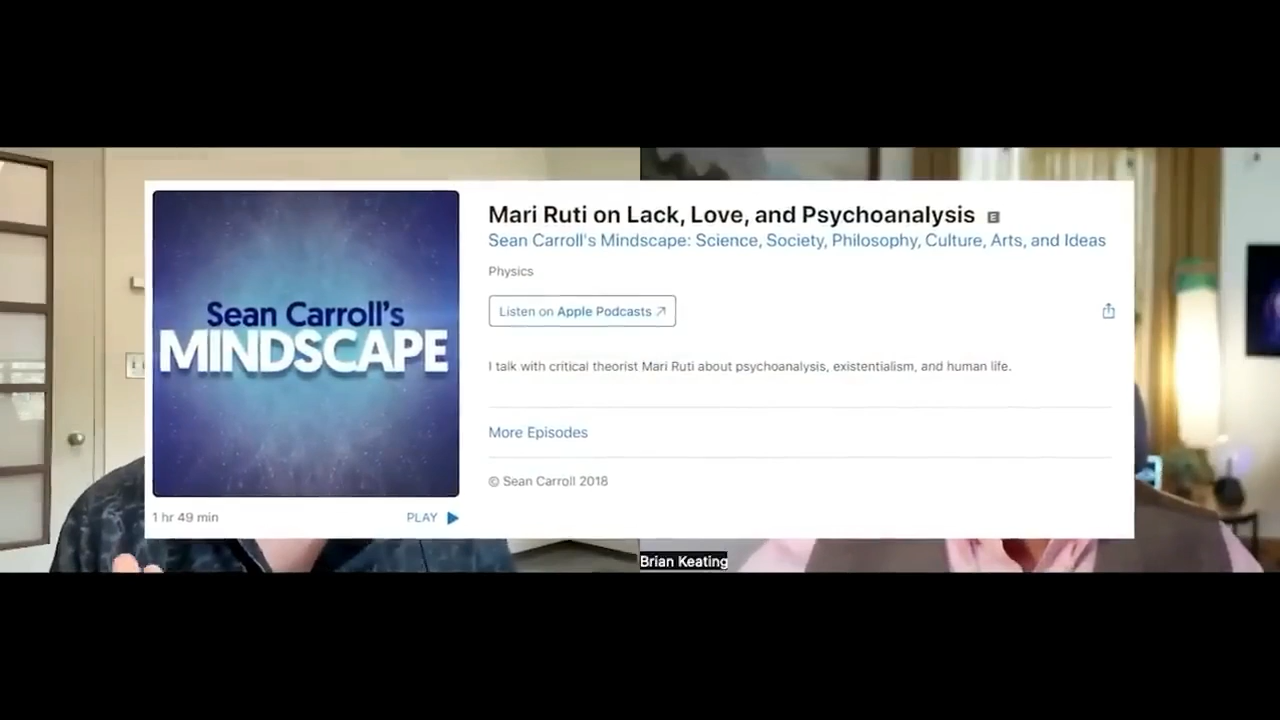 Sean Carroll's
MINDSCAPE
1 hr 49 min
PLAY
Mari Ruti on Lack, Love, and Psychoanalysis E
Sean Carroll's Mindscape: Science, Society, Philosophy, Culture, Arts, and Ideas
Physics
Listen on Apple Podcasts
I talk with critical theorist Mari Ruti about psychoanalysis, existentialism, and human life.
More Episodes
© Sean Carroll 2018
Brian Keating